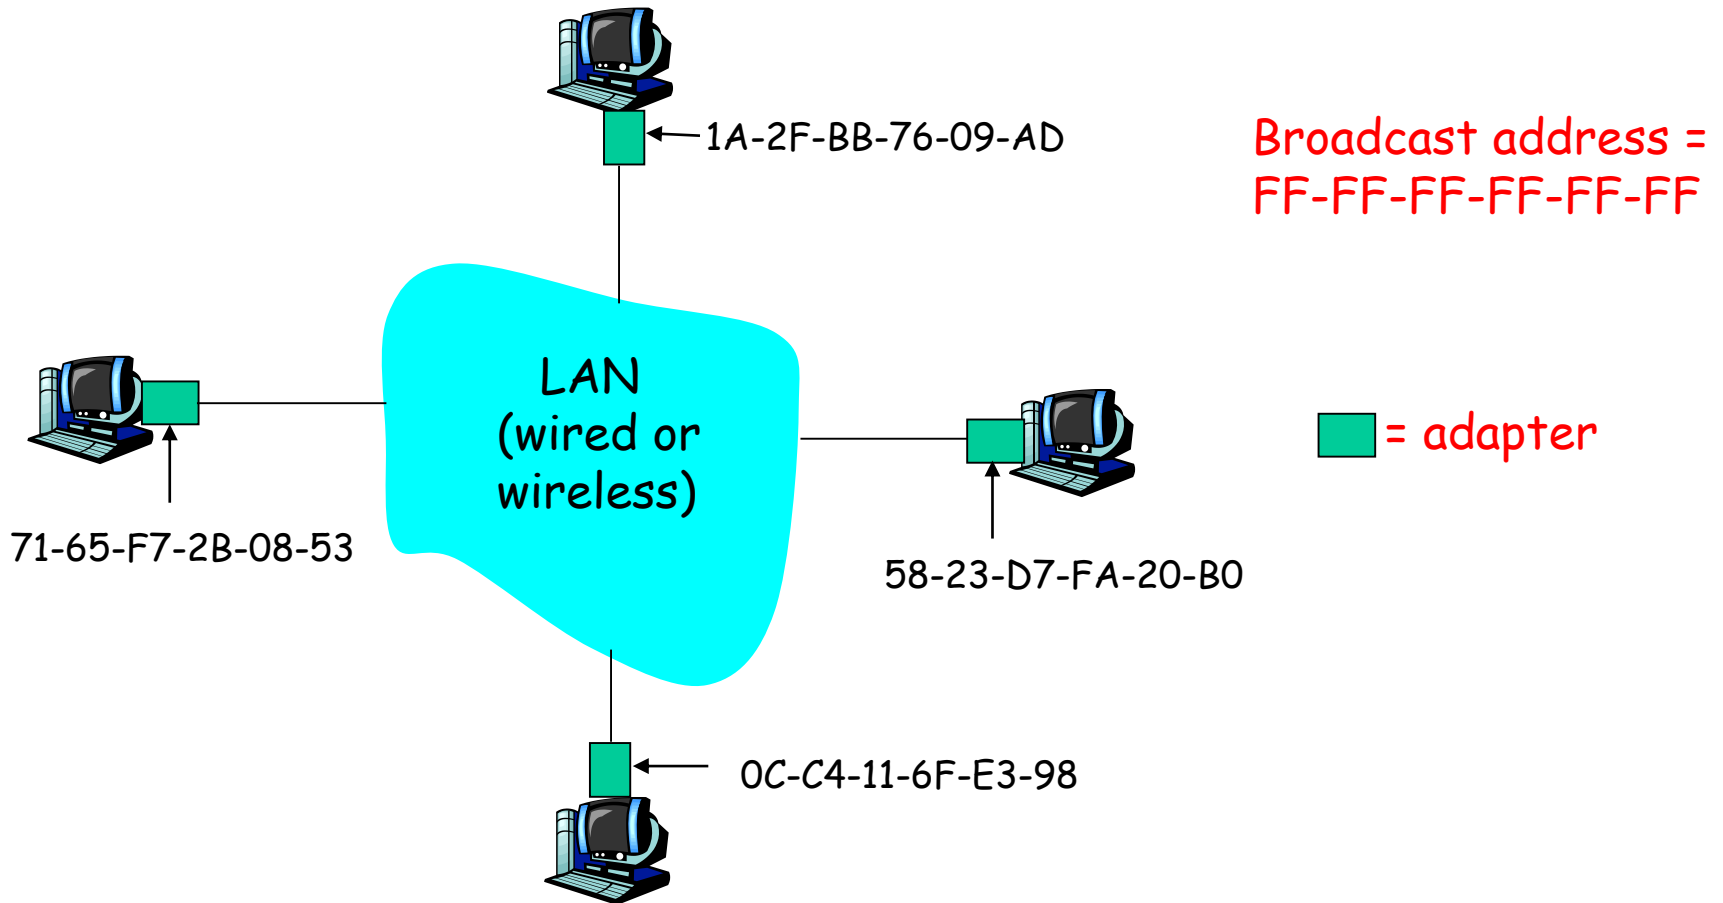 1A-2F-BB-76-09-AD
Broadcast address =
FF-FF-FF-FF-FF-FF
LAN
(wired or
wireless)
= adapter
71-65-F7-2B-08-53
58-23-D7-FA-20-B0
0C-C4-11-6F-E3-98